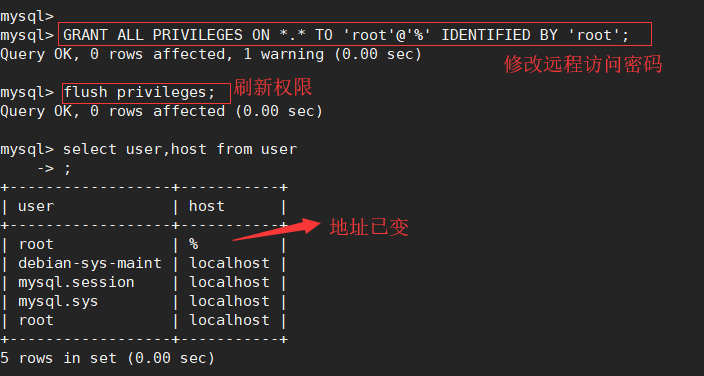 mysql>
mysql> GRANT ALL PRIVILEGES ON *.* TO 'root'@'%' IDENTIFIED BY 'root';
Query OK, 0 rows affected, 1 warning (0.00 sec)
修改远程访问密码
mysql> flush privileges;
刷新权限
Query OK, 0 rows affected (0.00 sec)
mysql> select user,host from user
    -> ;
+------------------+-----------+
| user             | host      |
+------------------+-----------+
| root             | %         |
地址已变
| debian-sys-maint | localhost |
| mysql.session    | localhost |
| mysql.sys        | localhost |
| root             | localhost |
+------------------+-----------+
5 rows in set (0.00 sec)